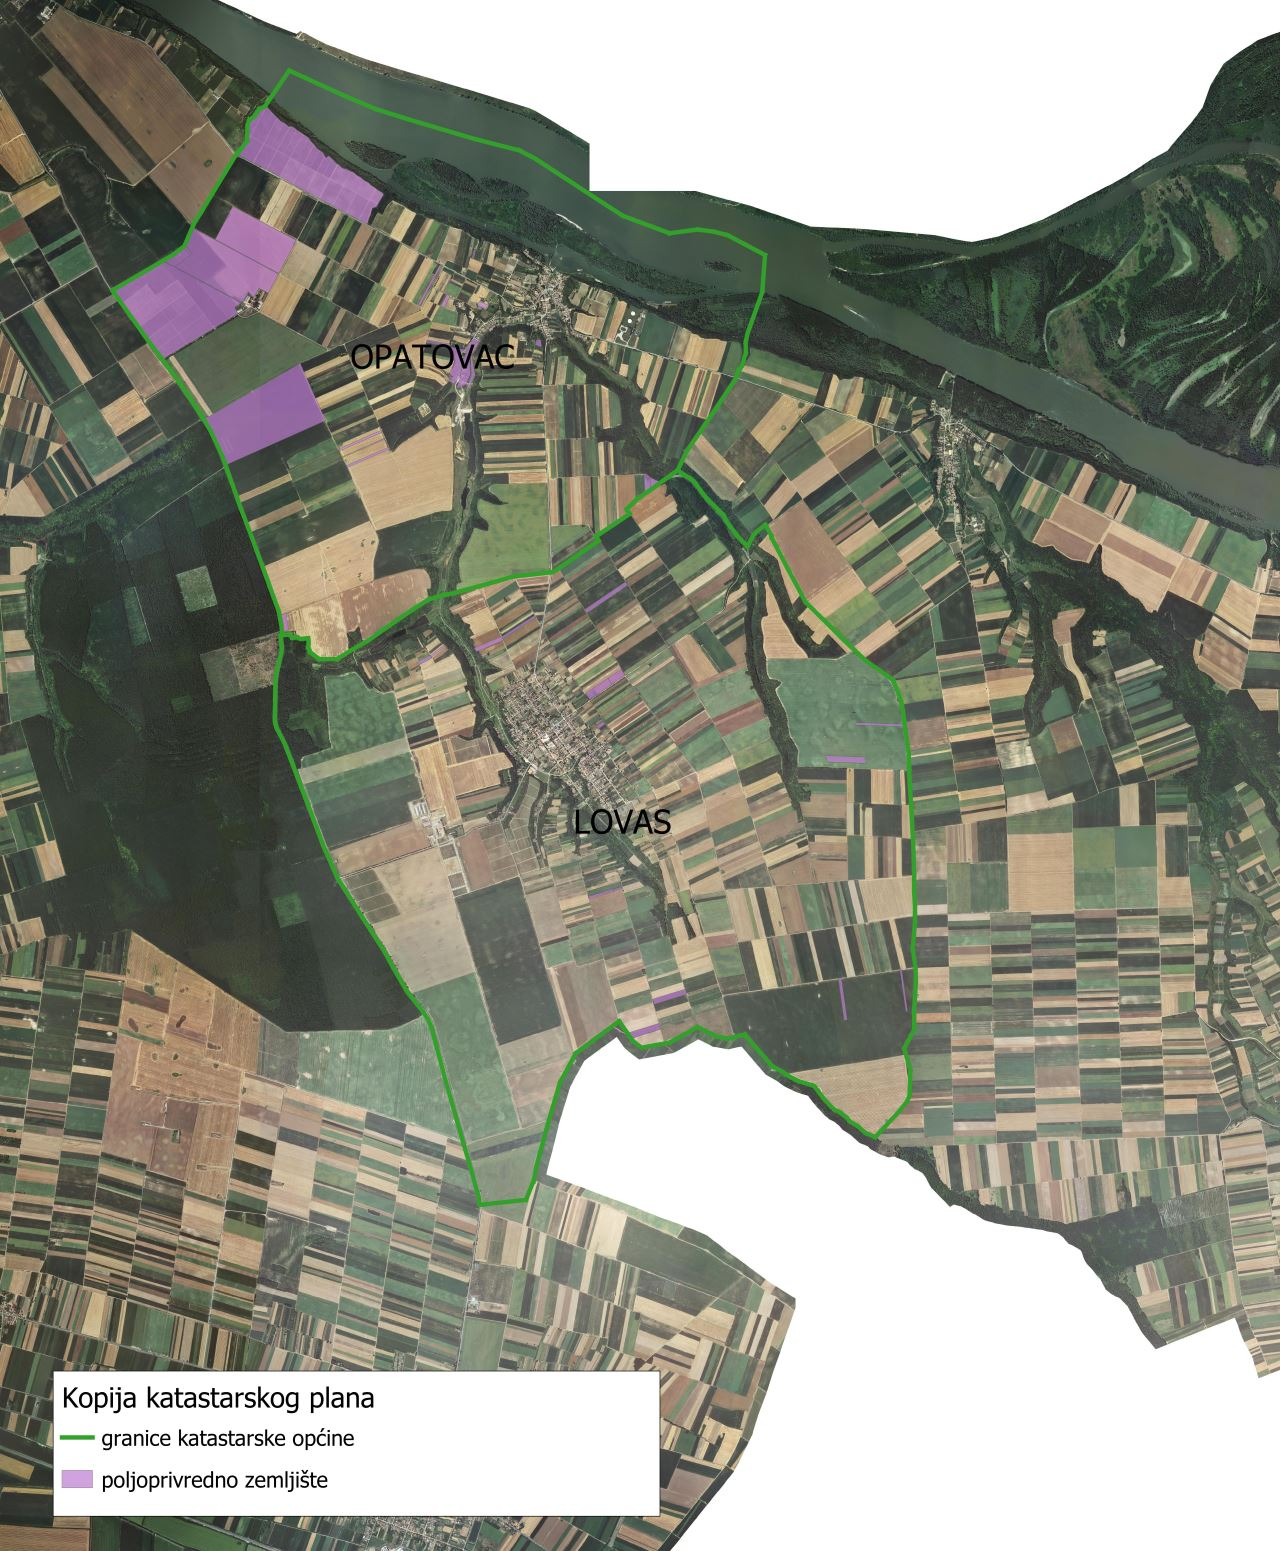 OPATOVAC
LOVAS
Kopija katastarskog plana
granice katastarske općine
poljoprivredno zemljište